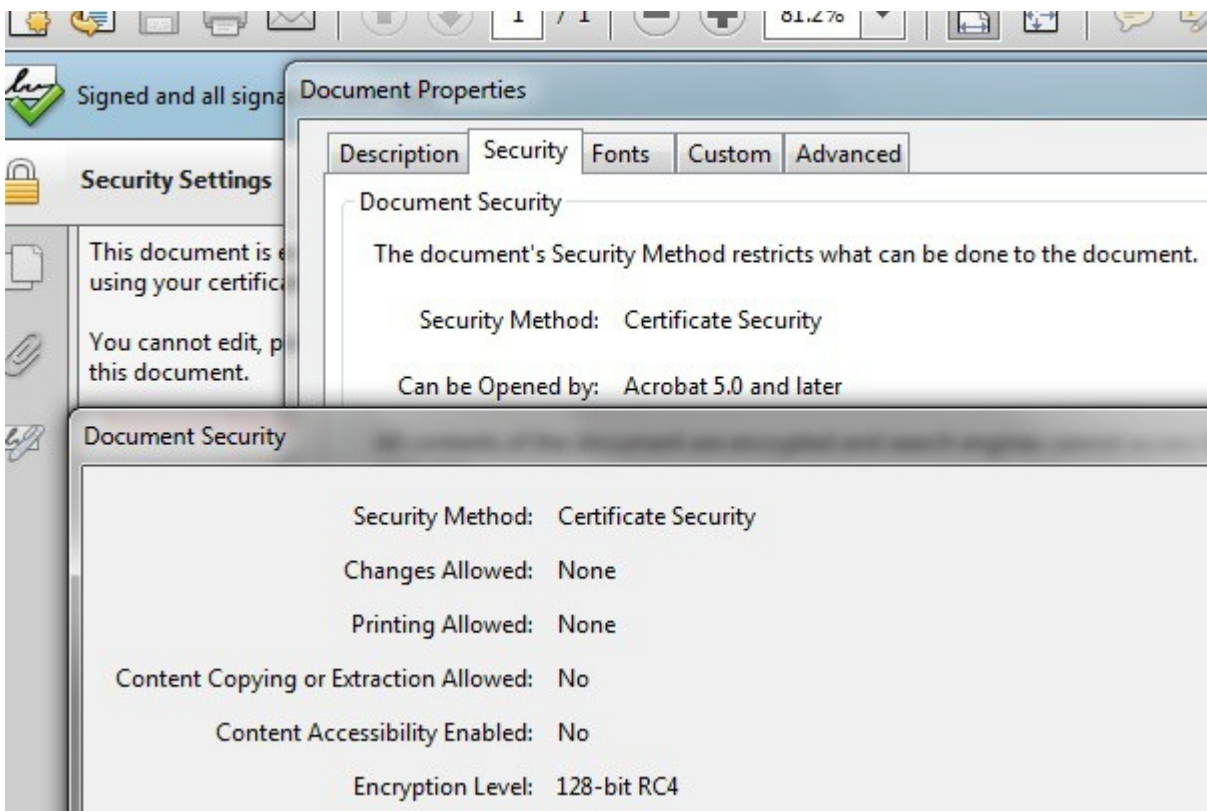 1 / 1 81.2%
Signed and all signa
Document Properties
Description Security Fonts Custom Advanced
Security Settings
Document Security
This document is e
using your certifica
The document's Security Method restricts what can be done to the document.
Security Method: Certificate Security
You cannot edit, p
this document.
Can be Opened by: Acrobat 5.0 and later
Document Security
Security Method: Certificate Security
Changes Allowed: None
Printing Allowed: None
Content Copying or Extraction Allowed: No
Content Accessibility Enabled: No
Encryption Level: 128-bit RC4